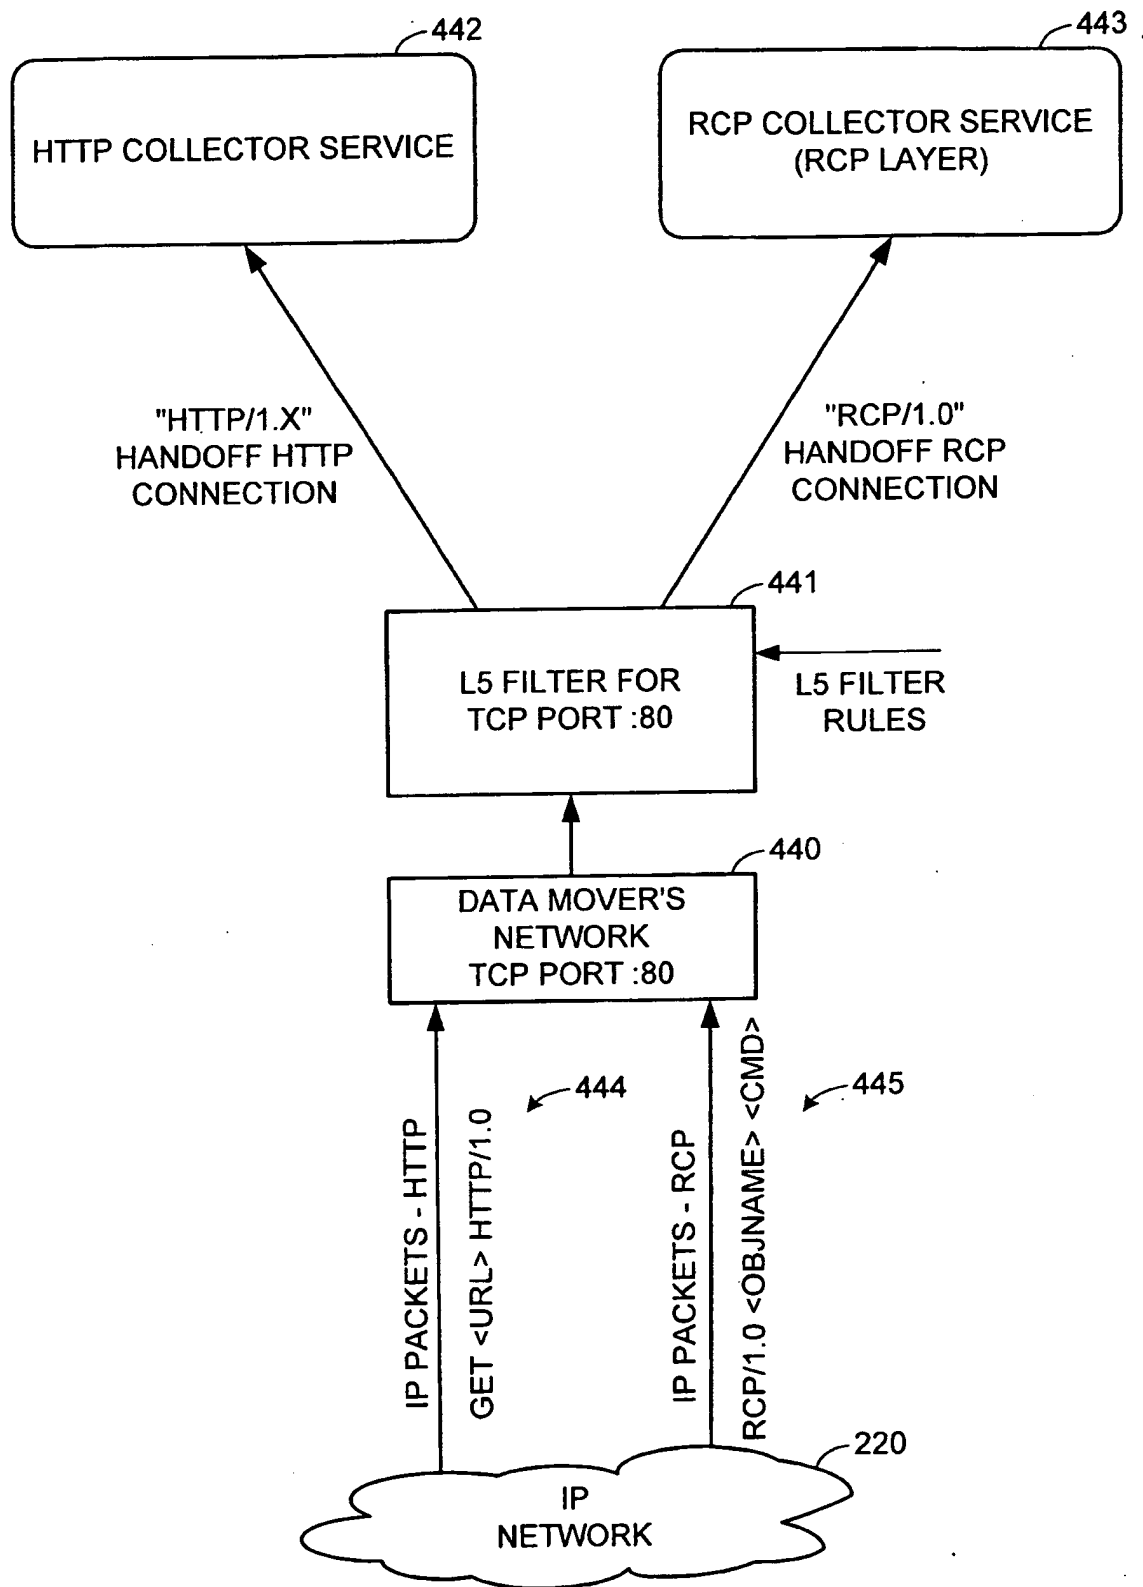 442
443
HTTP COLLECTOR SERVICE
RCP COLLECTOR SERVICE
(RCP LAYER)
"HTTP/1.X"
HANDOFF HTTP
CONNECTION
"RCP/1.0"
HANDOFF RCP
CONNECTION
441
L5 FILTER FOR
TCP PORT :80
L5 FILTER
RULES
440
DATA MOVER'S
NETWORK
TCP PORT :80
444
445
IP PACKETS - HTTP
GET <URL> HTTP/1.0
IP PACKETS - RCP
RCP/1.0 <OBJNAME> <CMD>
220
IP
NETWORK